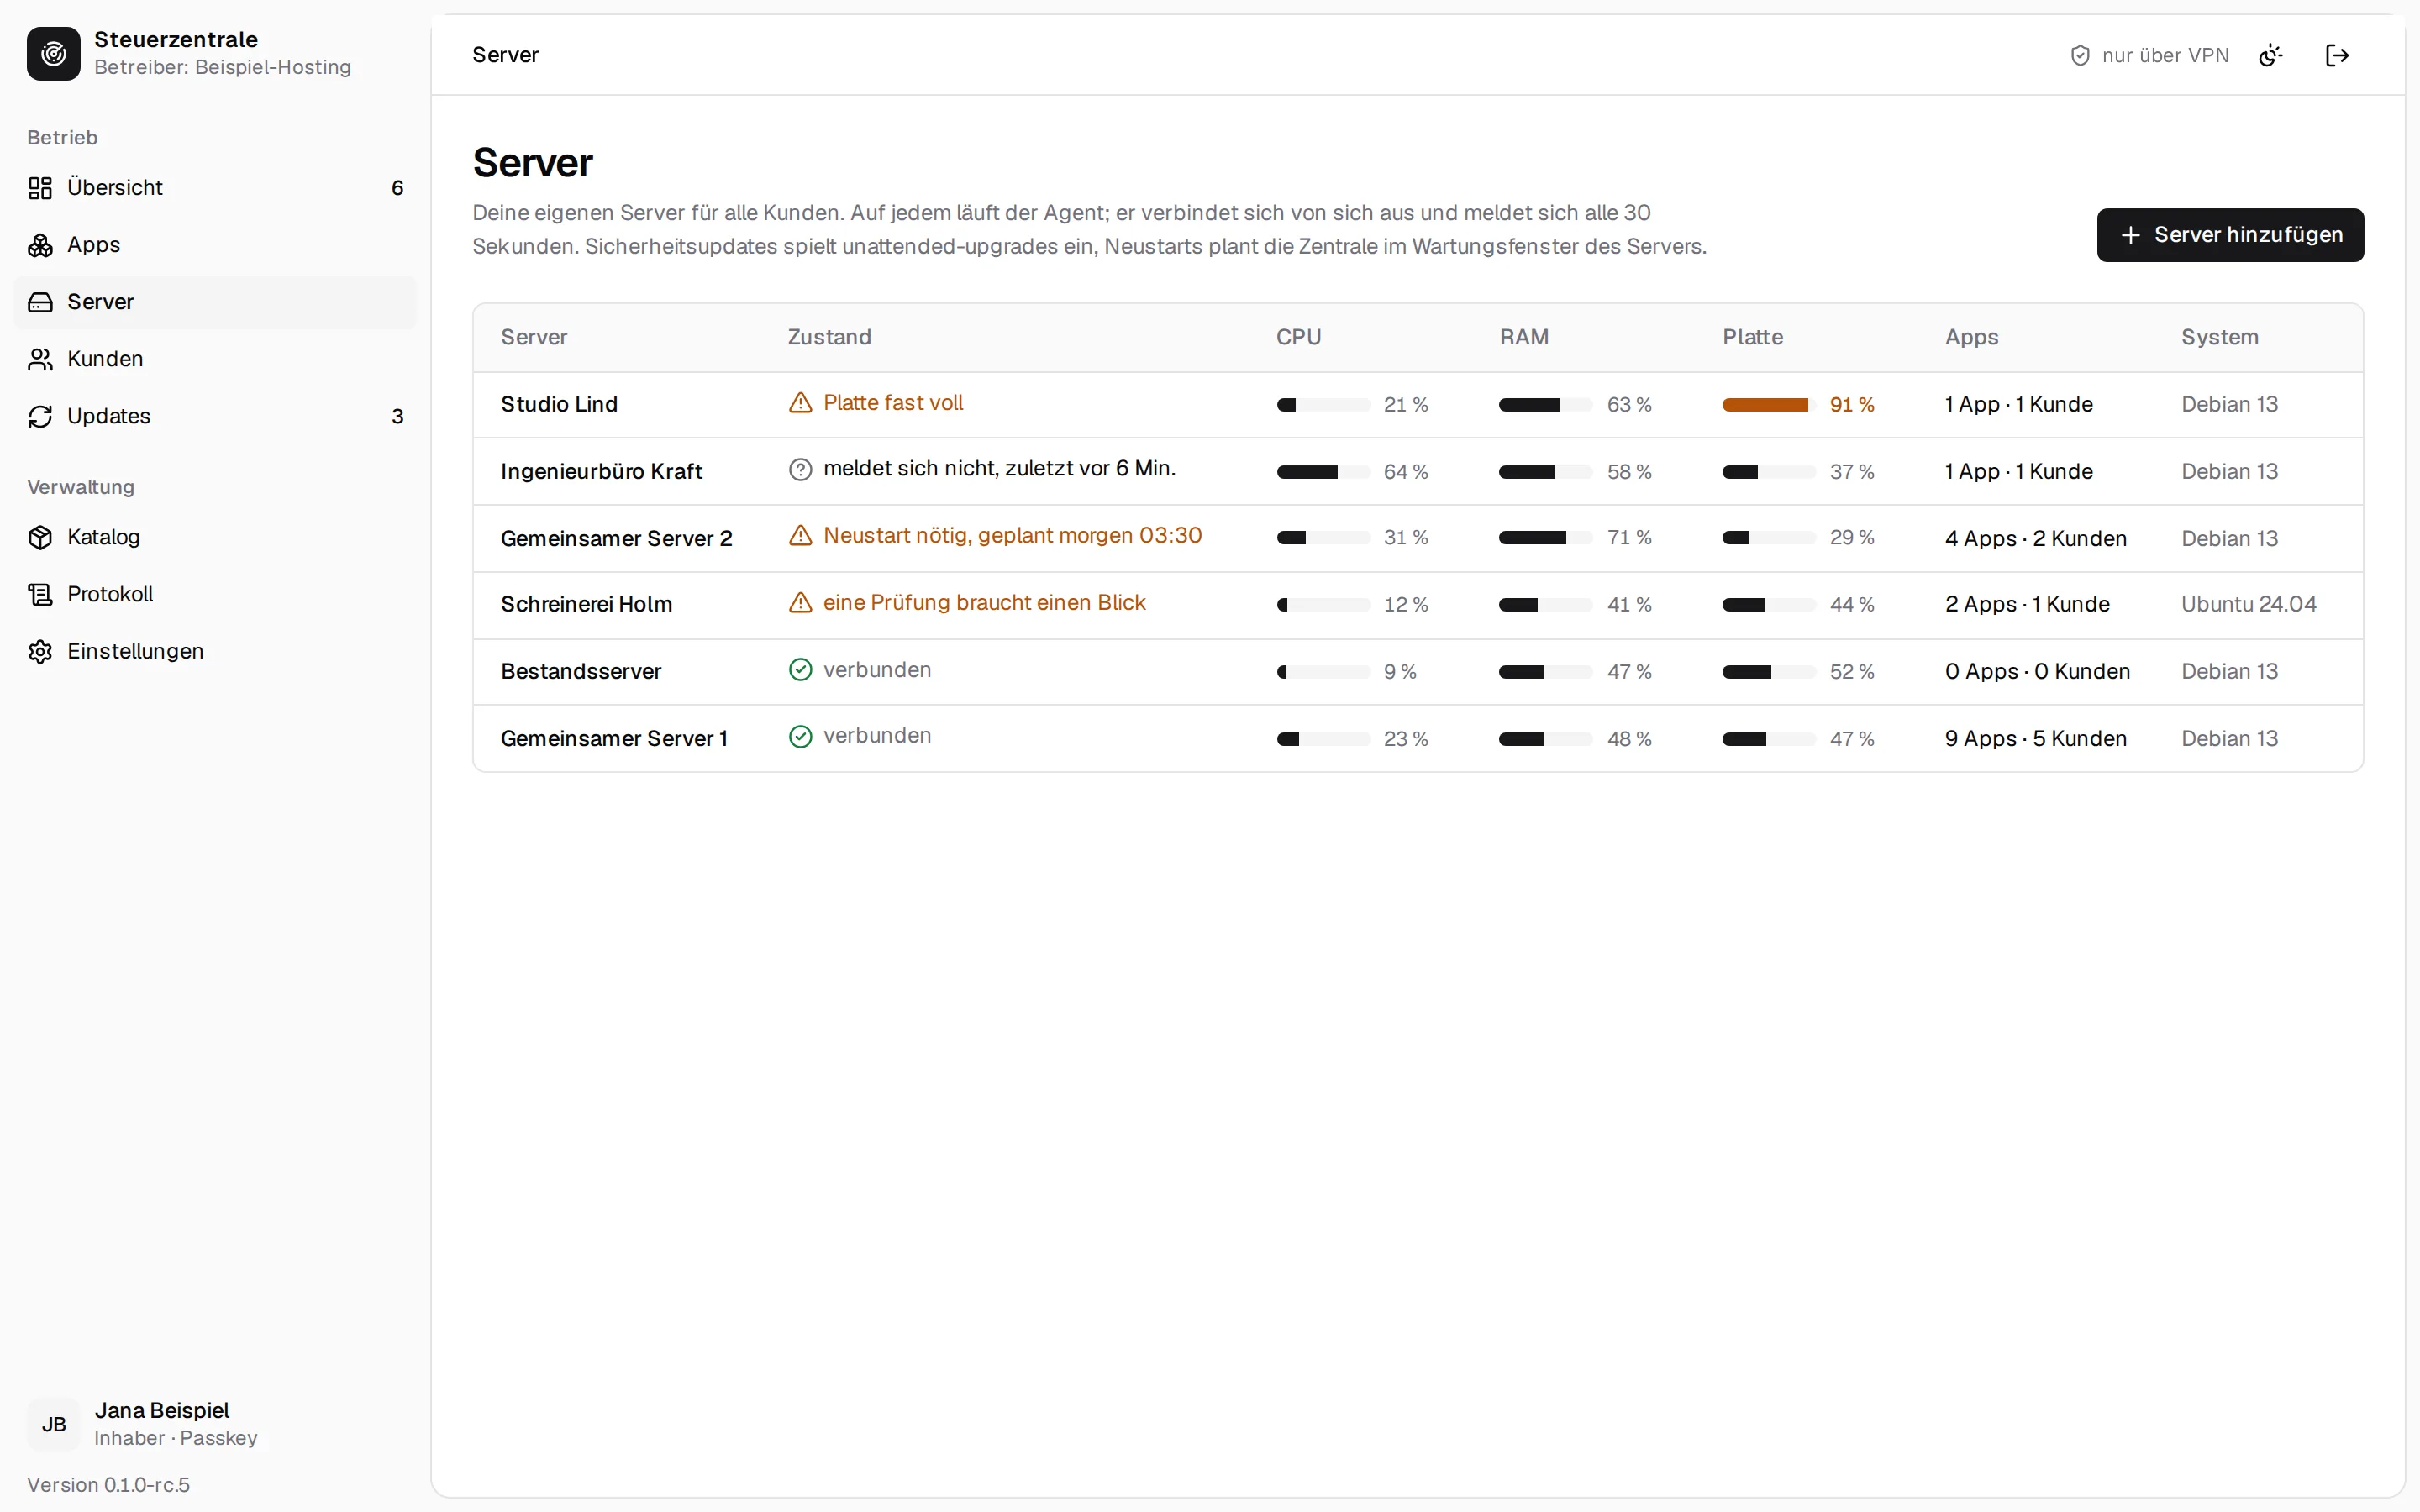 Steuerzentrale
Betreiber: Beispiel-Hosting
Betrieb
Übersicht 6
Apps
Server
Kunden
Updates 3
Verwaltung
Katalog
Protokoll
Einstellungen
JB
Jana Beispiel
Inhaber · Passkey
Version 0.1.0-rc.5
Server
nur über VPN
Server
Deine eigenen Server für alle Kunden. Auf jedem läuft der Agent; er verbindet sich von sich aus und meldet sich alle 30
Sekunden. Sicherheitsupdates spielt unattended-upgrades ein, Neustarts plant die Zentrale im Wartungsfenster des Servers.
Server hinzufügen
Server Zustand CPU RAM Platte Apps System
Studio Lind Platte fast voll 21 % 63 % 91 % 1 App · 1 Kunde Debian 13
Ingenieurbüro Kraft meldet sich nicht, zuletzt vor 6 Min. 64 % 58 % 37 % 1 App · 1 Kunde Debian 13
Gemeinsamer Server 2 Neustart nötig, geplant morgen 03:30 31 % 71 % 29 % 4 Apps · 2 Kunden Debian 13
Schreinerei Holm eine Prüfung braucht einen Blick 12 % 41 % 44 % 2 Apps · 1 Kunde Ubuntu 24.04
Bestandsserver verbunden 9 % 47 % 52 % 0 Apps · 0 Kunden Debian 13
Gemeinsamer Server 1 verbunden 23 % 48 % 47 % 9 Apps · 5 Kunden Debian 13